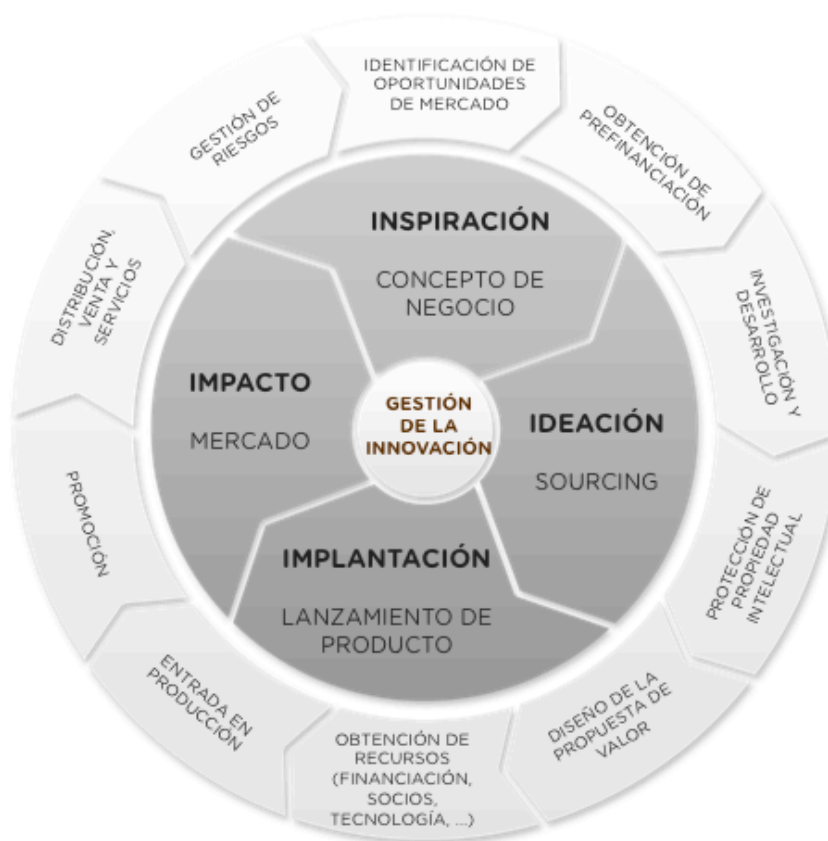 IDENTIFICACIÓN DE
OPORTUNIDADES
DE MERCADO
OBTENCIÓN DE
PREFINANCIACIÓN
INVESTIGACIÓN Y
DESARROLLO
PROTECCIÓN DE
PROPIEDAD
INTELECTUAL
DISEÑO DE LA
PROPUESTA DE
VALOR
OBTENCIÓN DE
RECURSOS
(FINANCIACIÓN,
SOCIOS,
TECNOLOGÍA, ...)
ENTRADA EN
PRODUCCIÓN
PROMOCIÓN
DISTRIBUCIÓN,
VENTA Y
SERVICIOS
GESTIÓN DE
RIESGOS
INSPIRACIÓN
CONCEPTO DE
NEGOCIO
IDEACIÓN
SOURCING
IMPLANTACIÓN
LANZAMIENTO DE
PRODUCTO
IMPACTO
MERCADO
GESTIÓN
DE LA
INNOVACIÓN